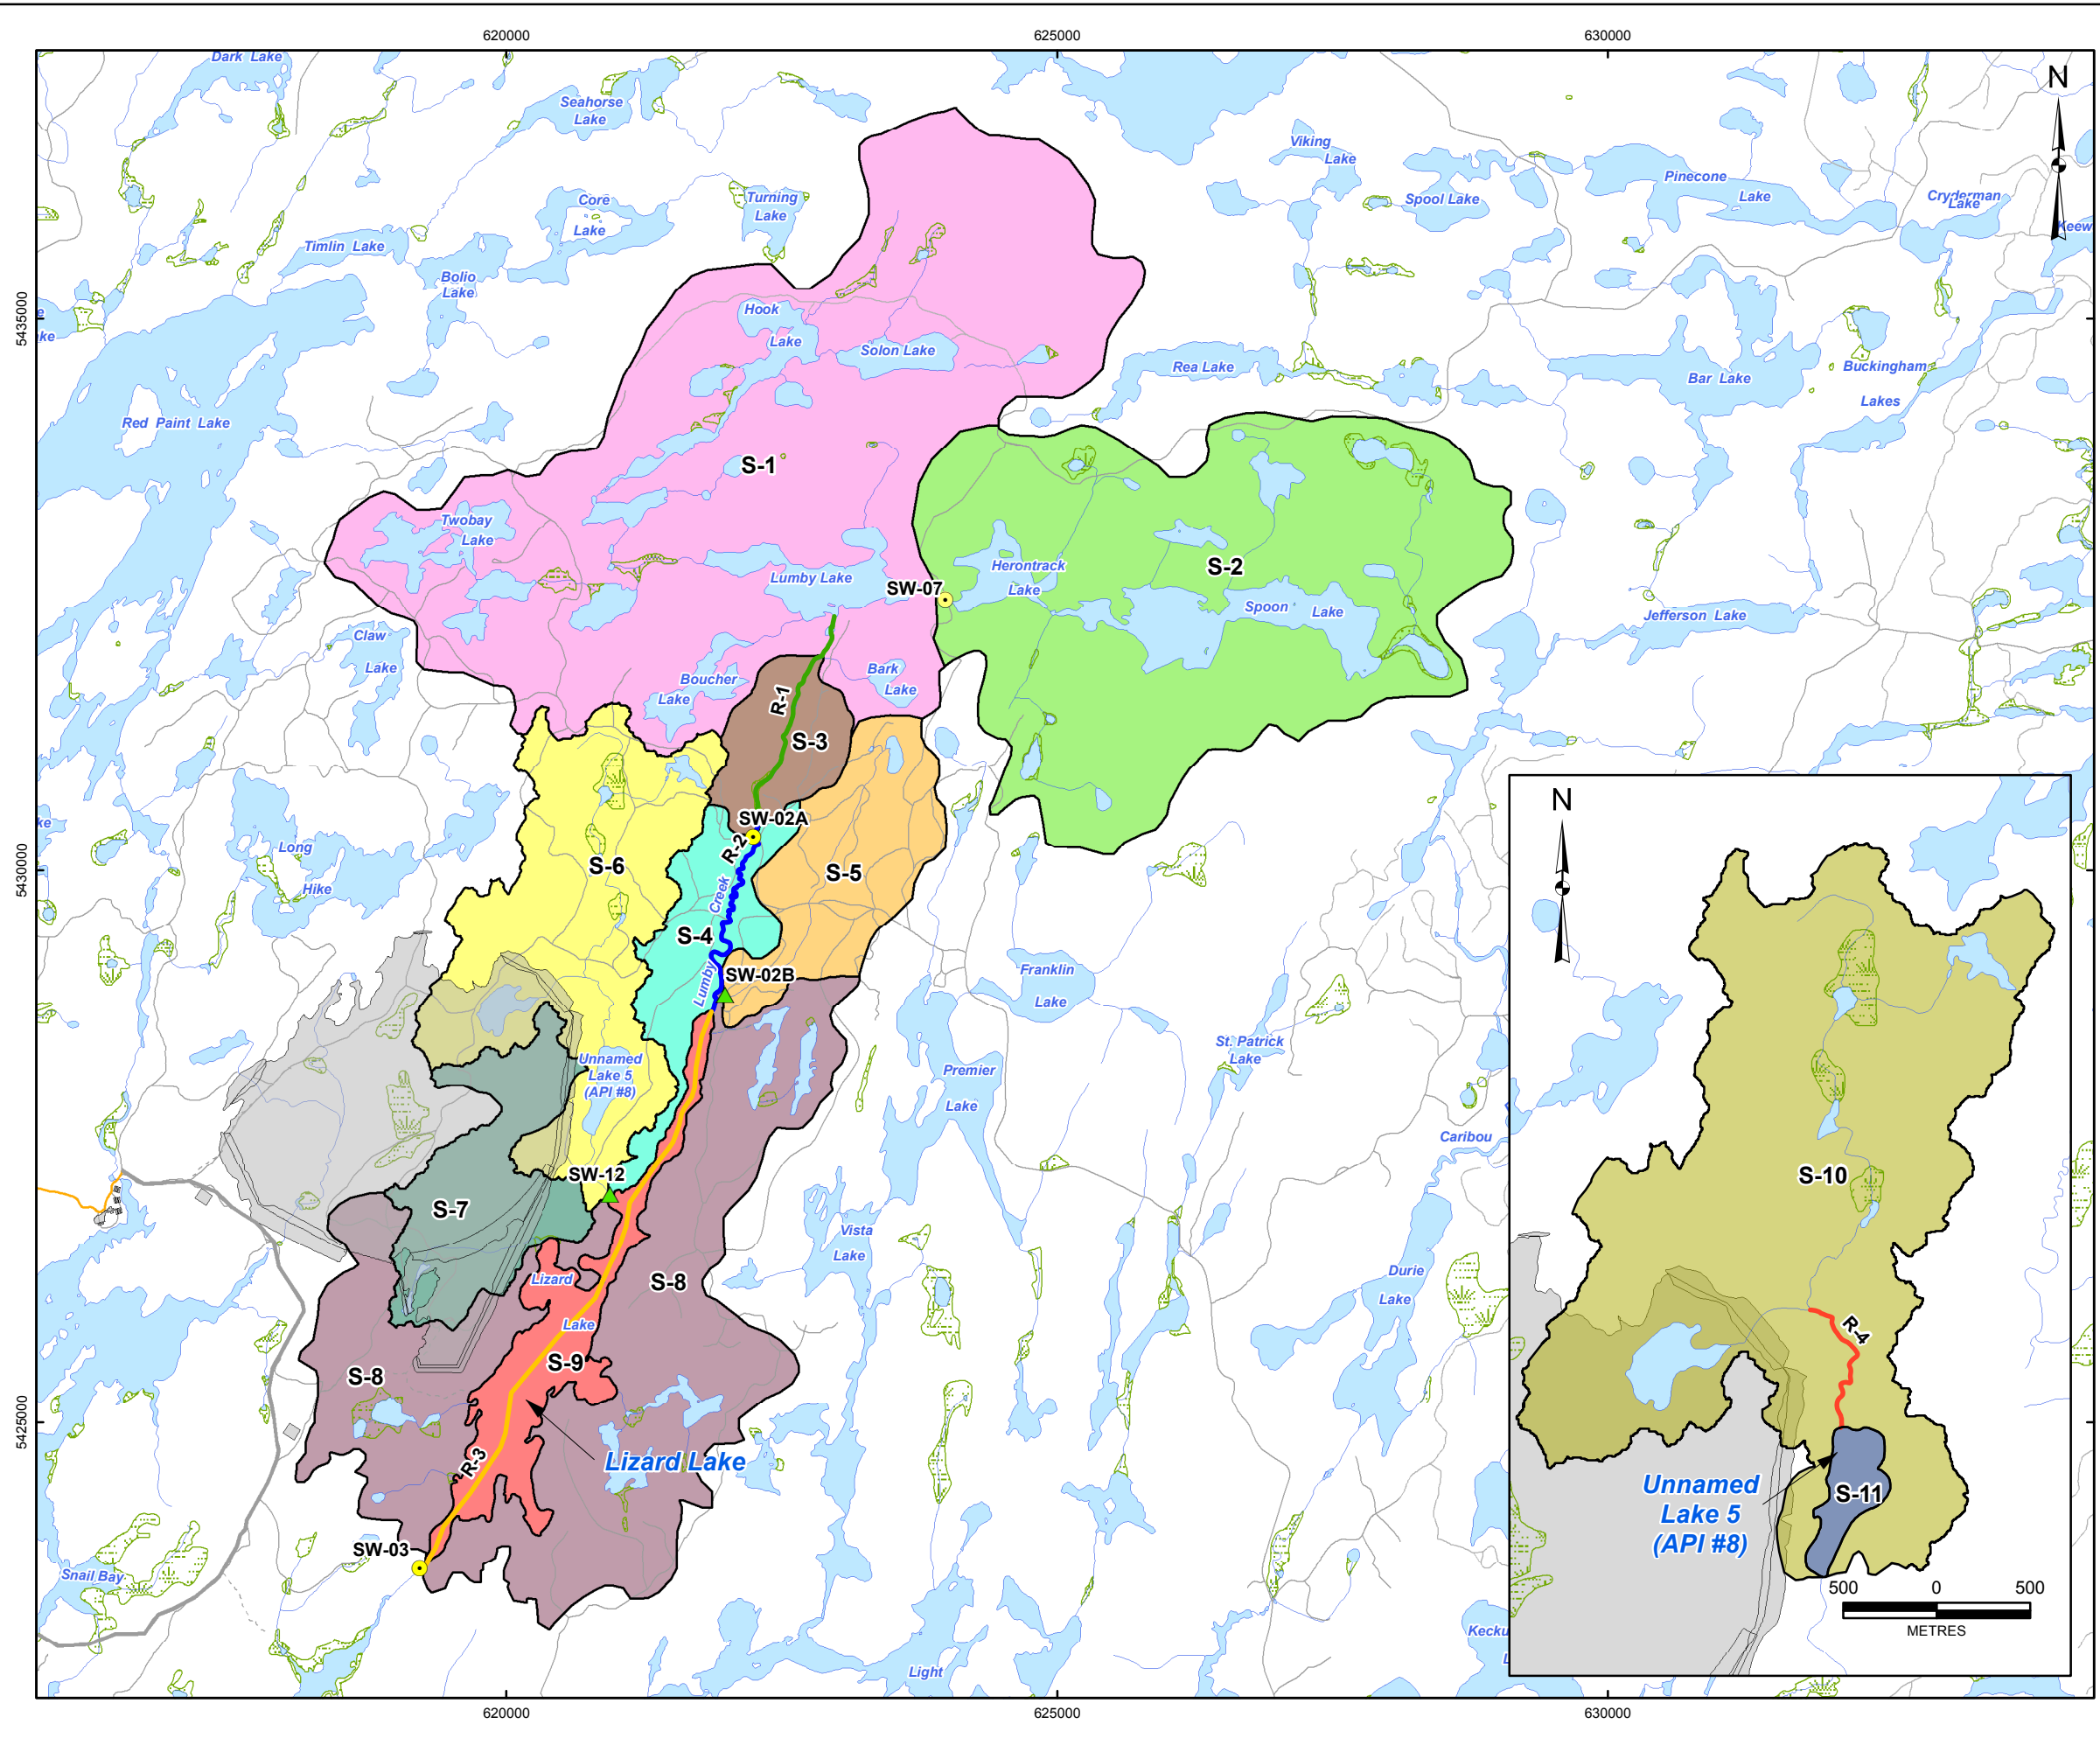 620000
625000
630000
N
Dark Lake
Seahorse
Lake
Viking
Lake
Pinecone
Lake
Cryderman
Lake
Keew
Spool Lake
Core
Lake
Turning
Lake
Timlin Lake
Bolio
Lake
5435000
e
ke
Hook
Lake
Solon Lake
Rea Lake
Bar Lake
Buckingham
Lakes
Red Paint Lake
S-1
Twobay
Lake
Lumby Lake
SW-07
Herontrack
Lake
S-2
Spoon Lake
Jefferson Lake
Claw
Lake
Boucher
Lake
Bark
Lake
R-1
S-3
SW-02A
R-2
ke
Long
Hike
5430000
S-6
S-5
Creek
S-4
Lumby
SW-02B
Franklin
Lake
Unnamed
Lake 5
(API #8)
St. Patrick
Lake
Premier
Lake
Caribou
SW-12
S-7
Vista
Lake
Lizard
Lake
S-8
Durie
Lake
S-9
S-8
5425000
R-3
Lizard Lake
SW-03
Snail Bay
Light
Kecku
L
N
S-10
R-4
Unnamed
Lake 5
(API #8)
S-11
500 0 500
METRES
620000
625000
630000